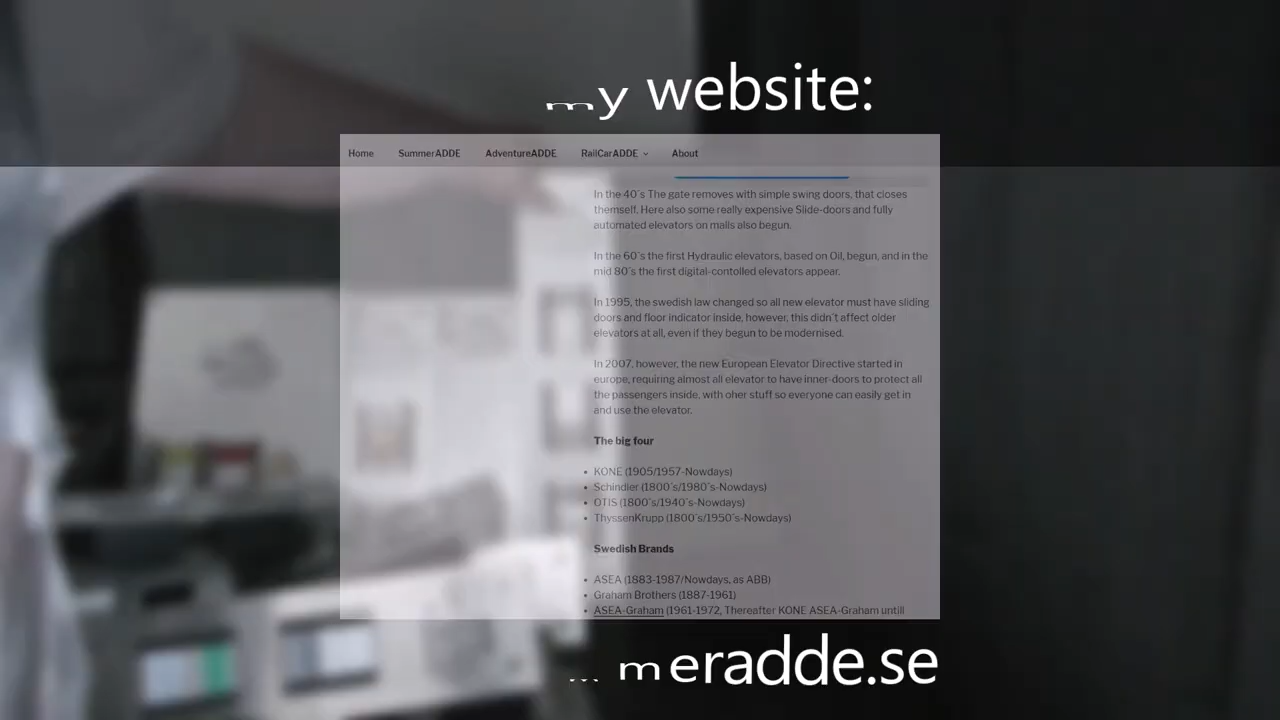 my website:
Home SummerADDE AdventureADDE RailCarADDE About
In the 40´s The gate removes with simple swing doors, that closes
themself. Here also some really expensive Slide-doors and fully
automated elevators on malls also begun.
In the 60´s the first Hydraulic elevators, based on Oil, begun, and in the
mid 80´s the first digital-contolled elevators appear.
In 1995, the swedish law changed so all new elevator must have sliding
doors and floor indicator inside, however, this didn´t affect older
elevators at all, even if they begun to be modernised.
In 2007, however, the new European Elevator Directive started in
europe, requiring almost all elevator to have inner-doors to protect all
the passengers inside, with oher stuff so everyone can easily get in
and use the elevator.
The big four
• KONE (1905/1957-Nowdays)
• Schindler (1800´s/1980´s-Nowdays)
• OTIS (1800´s/1940´s-Nowdays)
• ThyssenKrupp (1800´s/1950´s-Nowdays)
Swedish Brands
• ASEA (1883-1987/Nowdays, as ABB)
• Graham Brothers (1887-1961)
• ASEA-Graham (1961-1972, Thereafter KONE ASEA-Graham untill
meradde.se